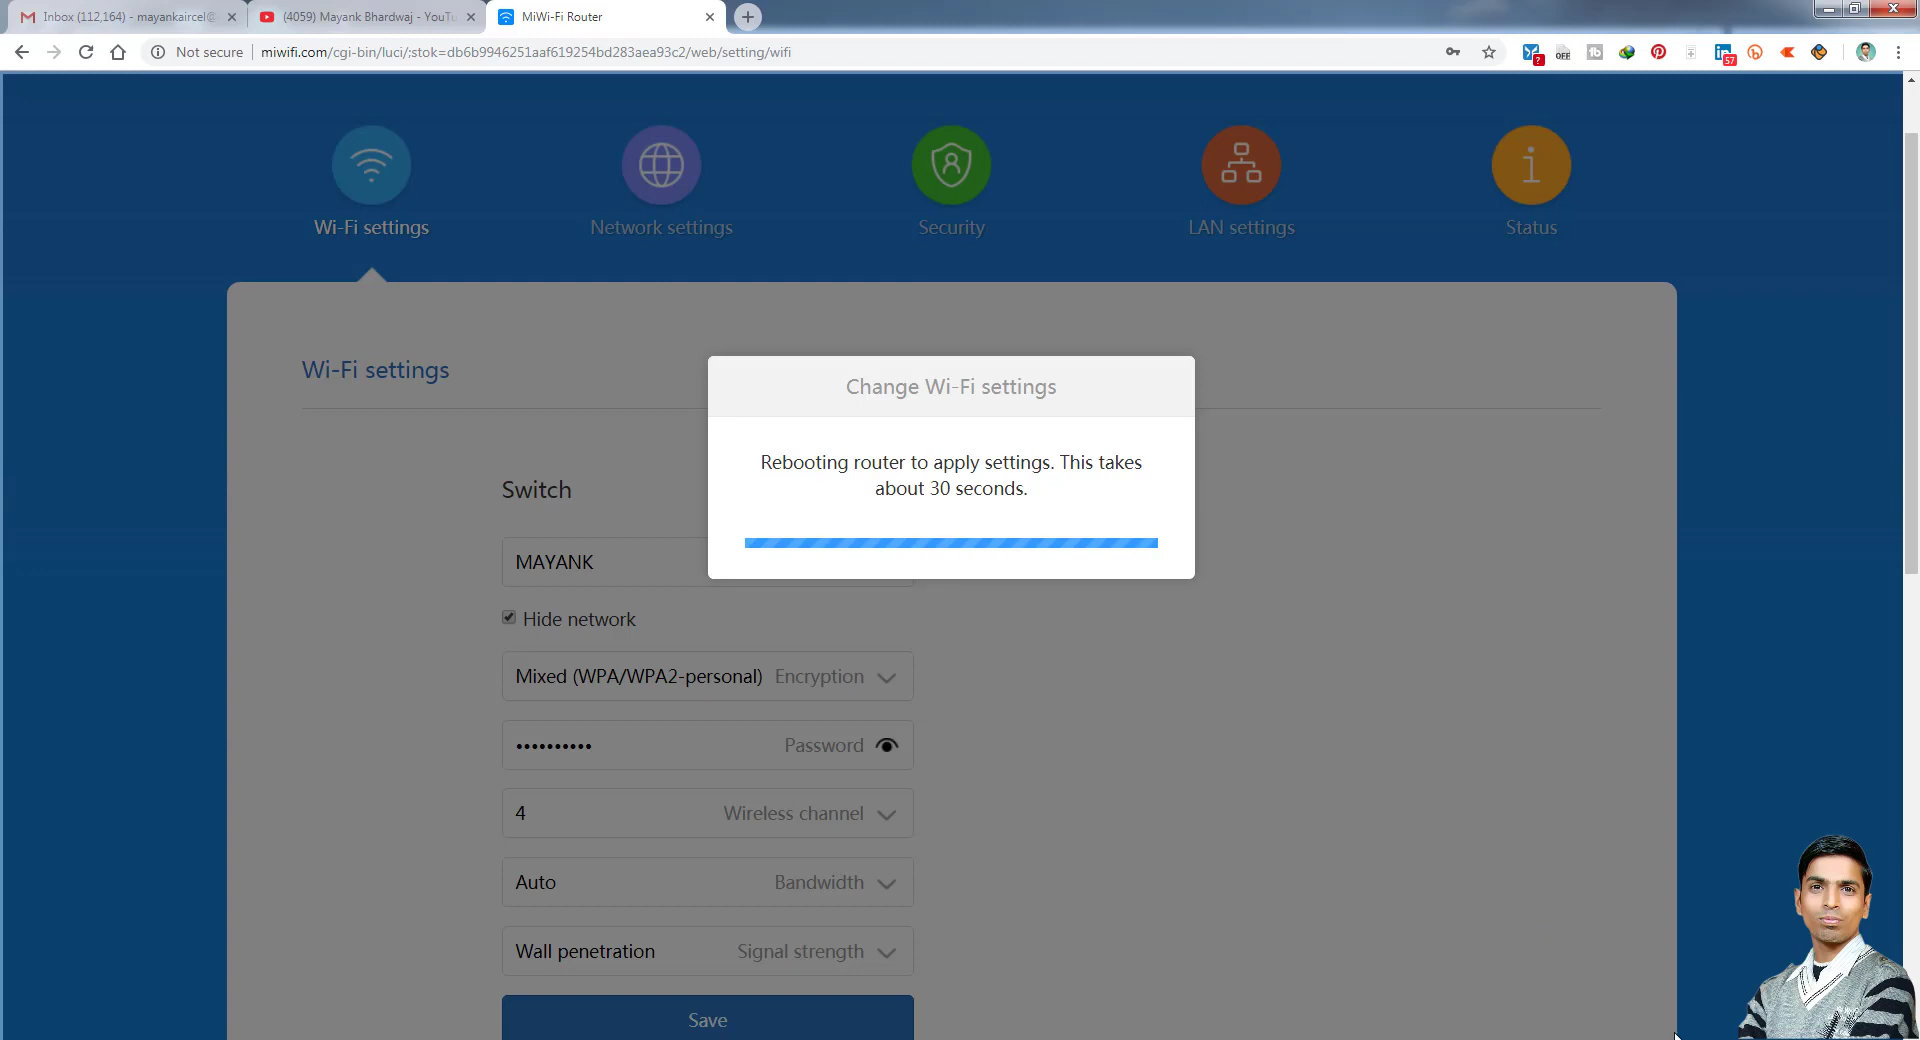 Inbox (112,164) - mayankaircel@
(4059) Mayank Bhardwaj - YouTu
MiWi-Fi Router
Not secure
miwifi.com/cgi-bin/luci/;stok=db6b9946251aaf619254bd283aea93c2/web/setting/wifi
?
OFF
57
Wi-Fi settings
Network settings
Security
LAN settings
Status
Wi-Fi settings
Change Wi-Fi settings
Rebooting router to apply settings. This takes
about 30 seconds.
Switch
MAYANK
Hide network
Mixed (WPA/WPA2-personal) Encryption
•••••••••• Password
4 Wireless channel
Auto Bandwidth
Wall penetration Signal strength
Save